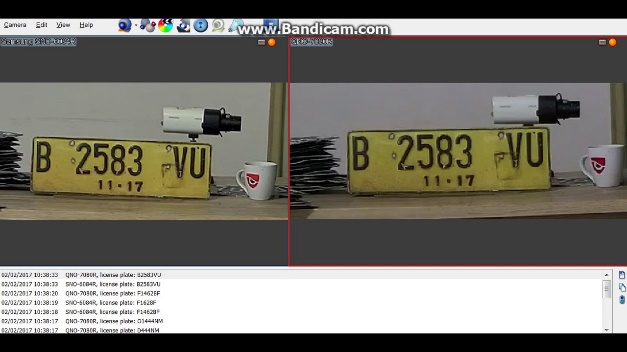 Camera Edit View Help
www.Bandicam.com
B 2583 VU
11·17
B 2583 VU
11·17
02/02/2017 10:38:33 QNO-7080R, license plate: B2583VU
02/02/2017 10:38:33 SNO-6084R, license plate: B2583VU
02/02/2017 10:38:20 QNO-7080R, license plate: F1462BF
02/02/2017 10:38:19 SNO-6084R, license plate: F1628F
02/02/2017 10:38:18 SNO-6084R, license plate: F1462BF
02/02/2017 10:38:17 QNO-7080R, license plate: O1444NM
02/02/2017 10:38:17 QNO-7080R, license plate: D444NM